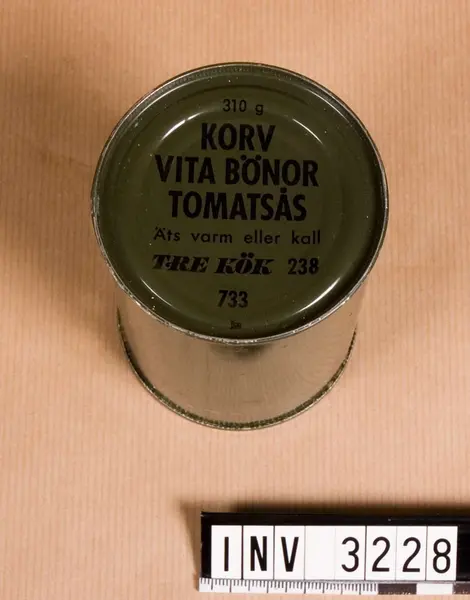 310 g
KORV
VITA BÖNOR
TOMATSÅS
Äts varm eller kall
TRE KÖK 238
733
INV 3228